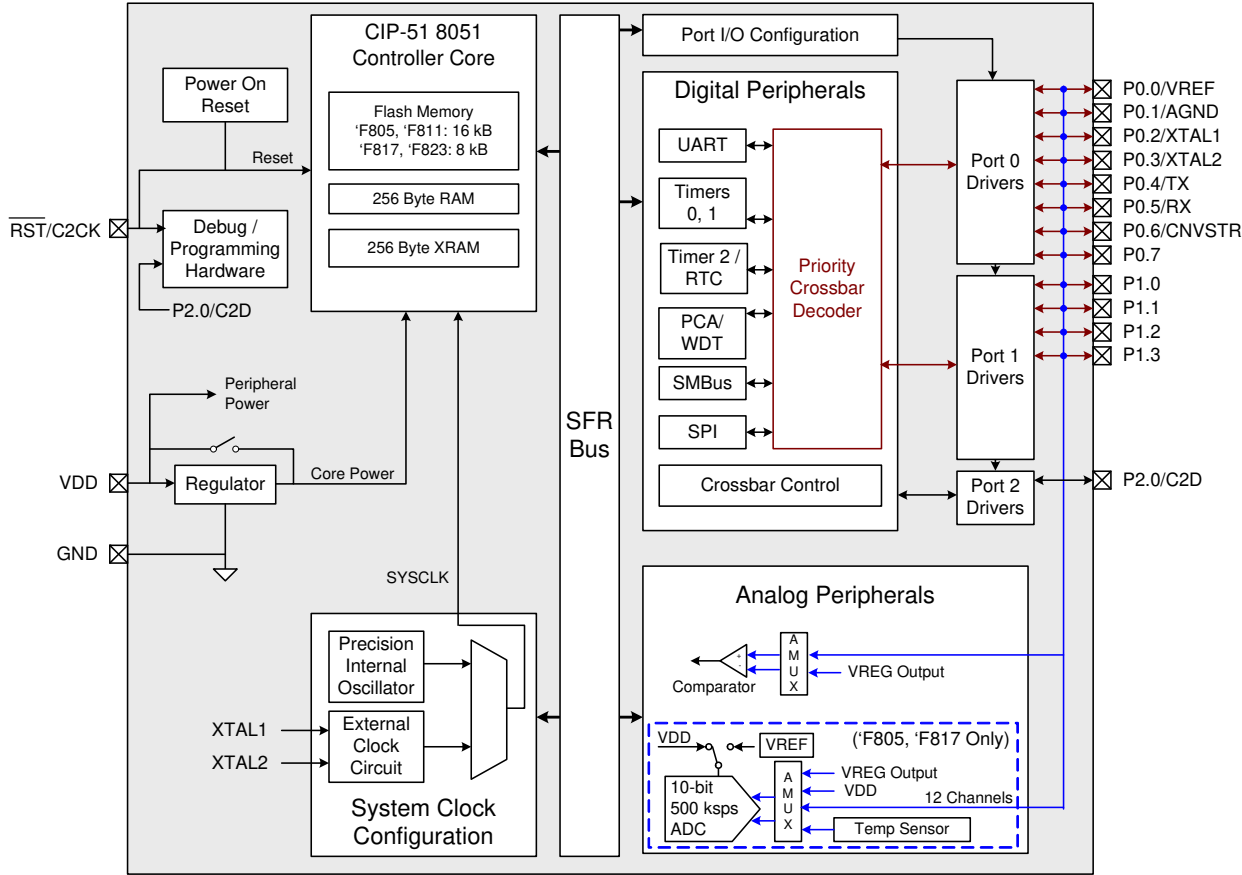 CIP-51 8051
Controller Core
Flash Memory
'F805, 'F811: 16 kB
'F817, 'F823: 8 kB
256 Byte RAM
256 Byte XRAM
Power On
Reset
Reset
RST/C2CK
Debug /
Programming
Hardware
P2.0/C2D
Peripheral
Power
VDD
Regulator
Core Power
GND
SYSCLK
Precision
Internal
Oscillator
XTAL1
XTAL2
External
Clock
Circuit
System Clock
Configuration
SFR
Bus
Port I/O Configuration
Digital Peripherals
UART
Timers
0, 1
Timer 2 /
RTC
PCA/
WDT
SMBus
SPI
Priority
Crossbar
Decoder
Crossbar Control
Port 0
Drivers
Port 1
Drivers
Port 2
Drivers
P0.0/VREF
P0.1/AGND
P0.2/XTAL1
P0.3/XTAL2
P0.4/TX
P0.5/RX
P0.6/CNVSTR
P0.7
P1.0
P1.1
P1.2
P1.3
P2.0/C2D
Analog Peripherals
+
-
Comparator
A
M
U
X
VREG Output
('F805, 'F817 Only)
VDD
VREF
10-bit
500 ksps
ADC
A
M
U
X
VREG Output
VDD
12 Channels
Temp Sensor